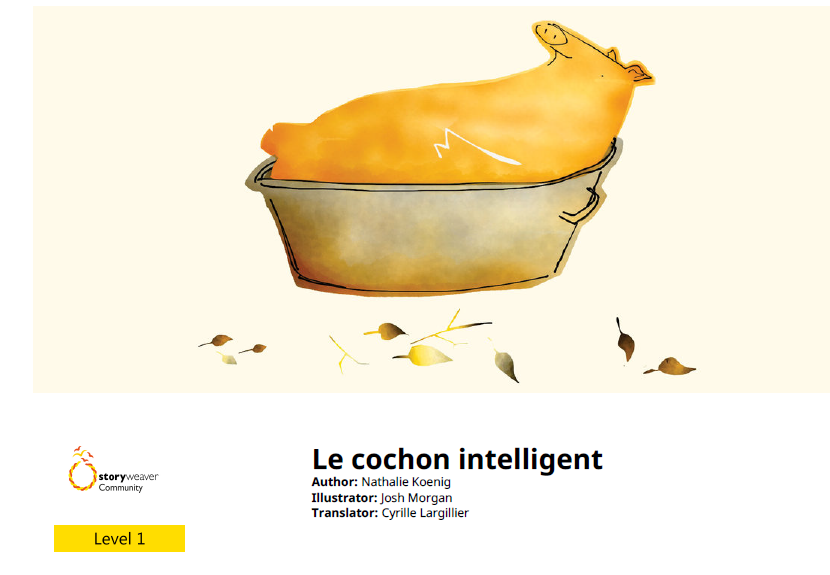 Le cochon intelligent
Author: Nathalie Koenig
Illustrator: Josh Morgan
Translator: Cyrille Largillier
storyweaver
Community
Level 1